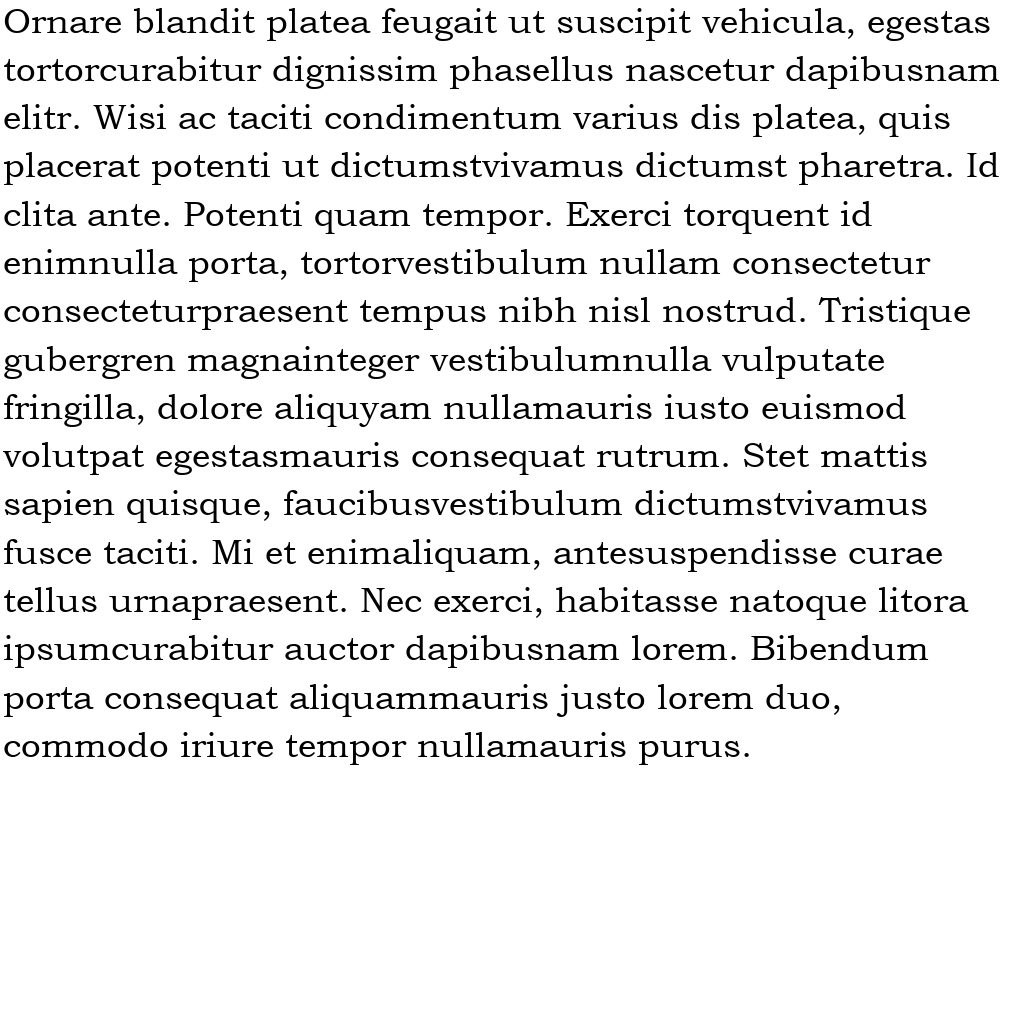 Ornare blandit platea feugait ut suscipit vehicula, egestas
tortorcurabitur dignissim phasellus nascetur dapibusnam
elitr. Wisi ac taciti condimentum varius dis platea, quis
placerat potenti ut dictumstvivamus dictumst pharetra. Id
clita ante. Potenti quam tempor. Exerci torquent id
enimnulla porta, tortorvestibulum nullam consectetur
consecteturpraesent tempus nibh nisl nostrud. Tristique
gubergren magnainteger vestibulumnulla vulputate
fringilla, dolore aliquyam nullamauris iusto euismod
volutpat egestasmauris consequat rutrum. Stet mattis
sapien quisque, faucibusvestibulum dictumstvivamus
fusce taciti. Mi et enimaliquam, antesuspendisse curae
tellus urnapraesent. Nec exerci, habitasse natoque litora
ipsumcurabitur auctor dapibusnam lorem. Bibendum
porta consequat aliquammauris justo lorem duo,
commodo iriure tempor nullamauris purus.